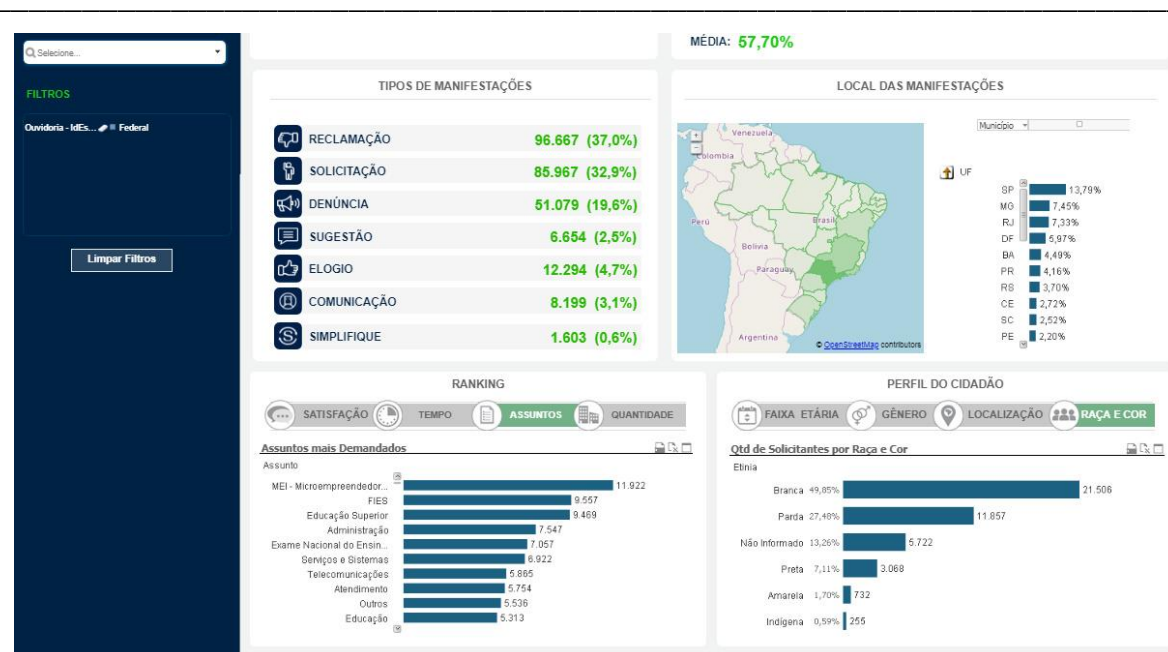 Selecione...
MÉDIA: 57,70%
FILTROS
Ouvidoria - IdEs... Federal
Limpar Filtros
TIPOS DE MANIFESTAÇÕES
RECLAMAÇÃO 96.667 (37,0%)
SOLICITAÇÃO 85.967 (32,9%)
DENÚNCIA 51.079 (19,6%)
SUGESTÃO 6.654 (2,5%)
ELOGIO 12.294 (4,7%)
COMUNICAÇÃO 8.199 (3,1%)
SIMPLIFIQUE 1.603 (0,6%)
LOCAL DAS MANIFESTAÇÕES
Venezuela
Colombia
Perú
Brasil
Bolivia
Paraguay
Argentina
© OpenStreetMap contributors
Município
UF
SP 13,79%
MG 7,45%
RJ 7,33%
DF 5,97%
BA 4,49%
PR 4,16%
RS 3,70%
CE 2,72%
SC 2,52%
PE 2,20%
RANKING
SATISFAÇÃO TEMPO ASSUNTOS QUANTIDADE
Assuntos mais Demandados
Assunto
MEI - Microempreendedor... 11.922
FIES 9.557
Educação Superior 9.469
Administração 7.547
Exame Nacional do Ensin... 7.057
Serviços e Sistemas 6.922
Telecomunicações 5.865
Atendimento 5.754
Outros 5.536
Educação 5.313
PERFIL DO CIDADÃO
FAIXA ETÁRIA GÊNERO LOCALIZAÇÃO RAÇA E COR
Qtd de Solicitantes por Raça e Cor
Etinia
Branca 49,85% 21.506
Parda 27,48% 11.857
Não Informado 13,26% 5.722
Preta 7,11% 3.068
Amarela 1,70% 732
Indígena 0,59% 255